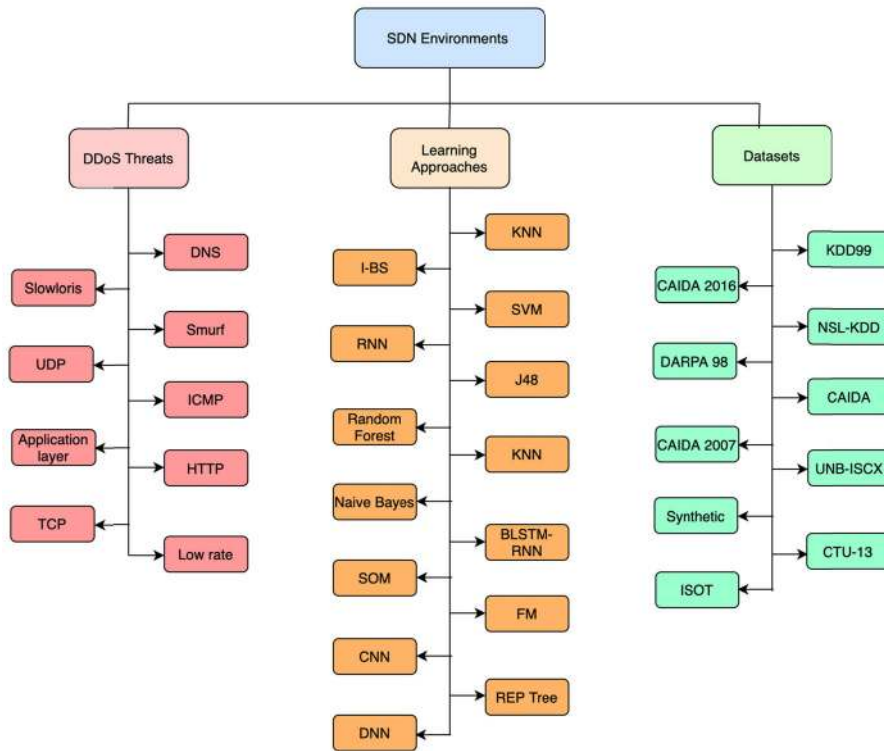 SDN Environments
DDoS Threats
Learning
Approaches
Datasets
DNS
Slowloris
Smurf
UDP
ICMP
Application
layer
HTTP
TCP
Low rate
KNN
I-BS
SVM
RNN
J48
Random
Forest
KNN
Naive Bayes
BLSTM-
RNN
SOM
FM
CNN
REP Tree
DNN
KDD99
CAIDA 2016
NSL-KDD
DARPA 98
CAIDA
CAIDA 2007
UNB-ISCX
Synthetic
CTU-13
ISOT